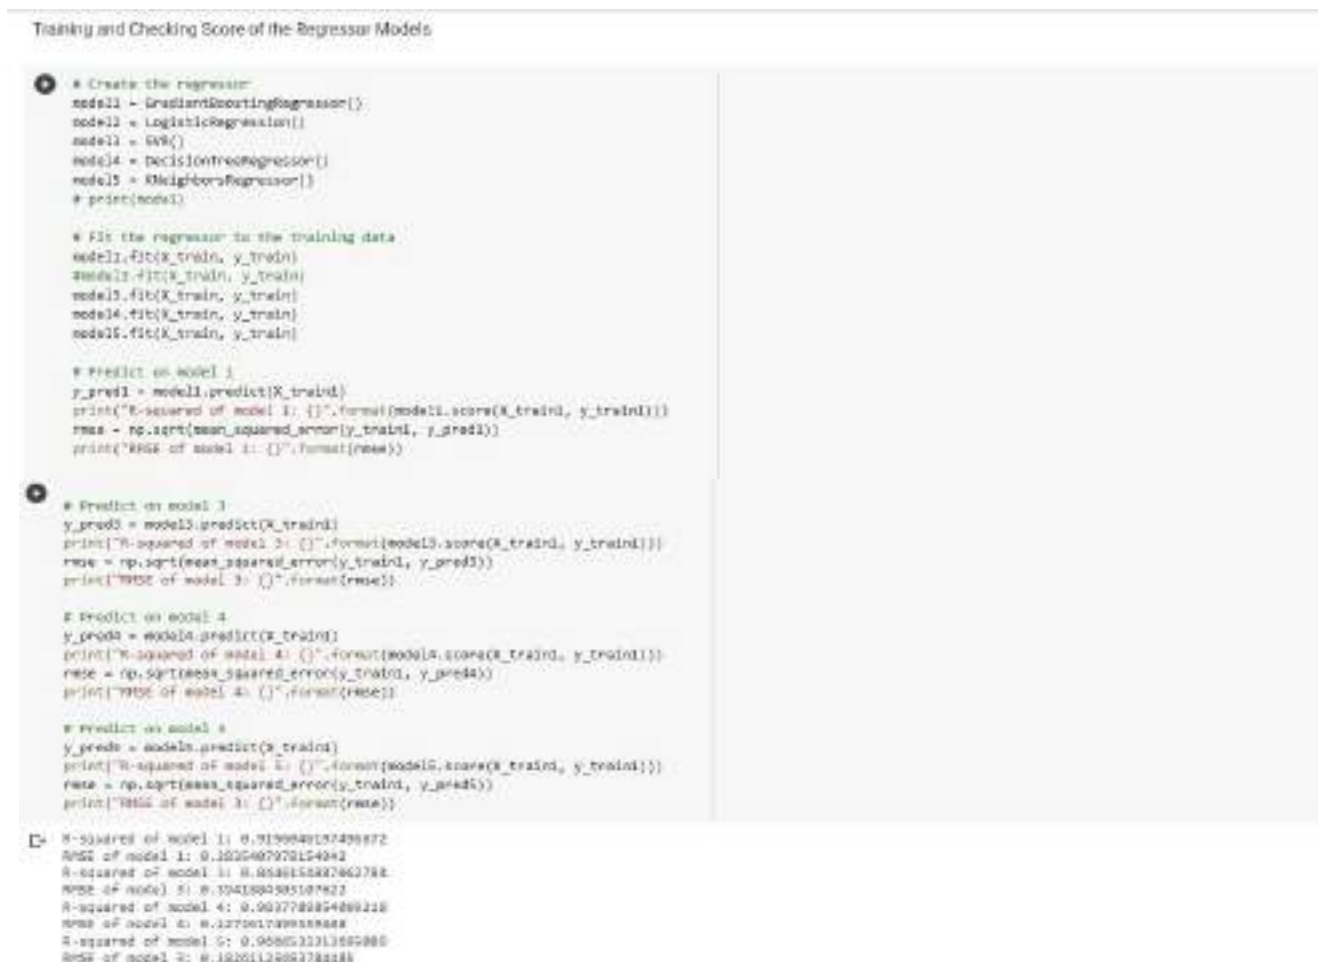 Training and Checking Score of the Regressor Models
# Create the regressor
model1 = GradientBoostingRegressor()
model2 = LogisticRegression()
model3 = SVR()
model4 = DecisionTreeRegressor()
model5 = KNeighborsRegressor()
# print(model)
# Fit the regressor to the training data
model1.fit(X_train, y_train)
#model2.fit(X_train, y_train)
model3.fit(X_train, y_train)
model4.fit(X_train, y_train)
model5.fit(X_train, y_train)
# Predict on model 1
y_pred1 = model1.predict(X_train1)
print("R-squared of model 1: {}".format(model1.score(X_train1, y_train1)))
rmse = np.sqrt(mean_squared_error(y_train1, y_pred1))
print("RMSE of model 1: {}".format(rmse))
# Predict on model 3
y_pred3 = model3.predict(X_train1)
print("R-squared of model 3: {}".format(model3.score(X_train1, y_train1)))
rmse = np.sqrt(mean_squared_error(y_train1, y_pred3))
print("RMSE of model 3: {}".format(rmse))
# Predict on model 4
y_pred4 = model4.predict(X_train1)
print("R-squared of model 4: {}".format(model4.score(X_train1, y_train1)))
rmse = np.sqrt(mean_squared_error(y_train1, y_pred4))
print("RMSE of model 4: {}".format(rmse))
# Predict on model
y_pred5 = model5.predict(X_train1)
print("R-squared of model 5: {}".format(model5.score(X_train1, y_train1)))
rmse = np.sqrt(mean_squared_error(y_train1, y_pred5))
print("RMSE of model 3: {}".format(rmse))
R-squared of model 1:
RMSE of model 1:
R-squared of model 3:
RMSE of model 3:
R-squared of model 4:
RMSE of model 4:
R-squared of model 5:
RMSE of model 3: